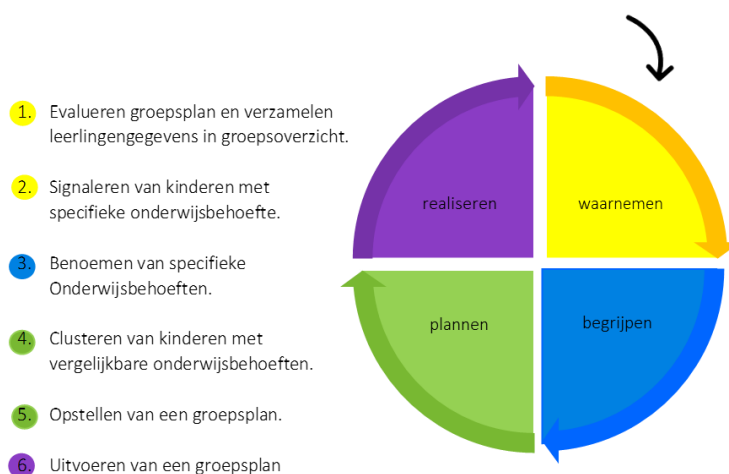 1. Evalueren groepsplan en verzamelen
leerlingengegevens in groepsoverzicht.
2. Signaleren van kinderen met
specifieke onderwijsbehoefte.
3. Benoemen van specifieke
Onderwijsbehoeften.
4. Clusteren van kinderen met
vergelijkbare onderwijsbehoeften.
5. Opstellen van een groepsplan.
6. Uitvoeren van een groepsplan
realiseren
waarnemen
plannen
begrijpen